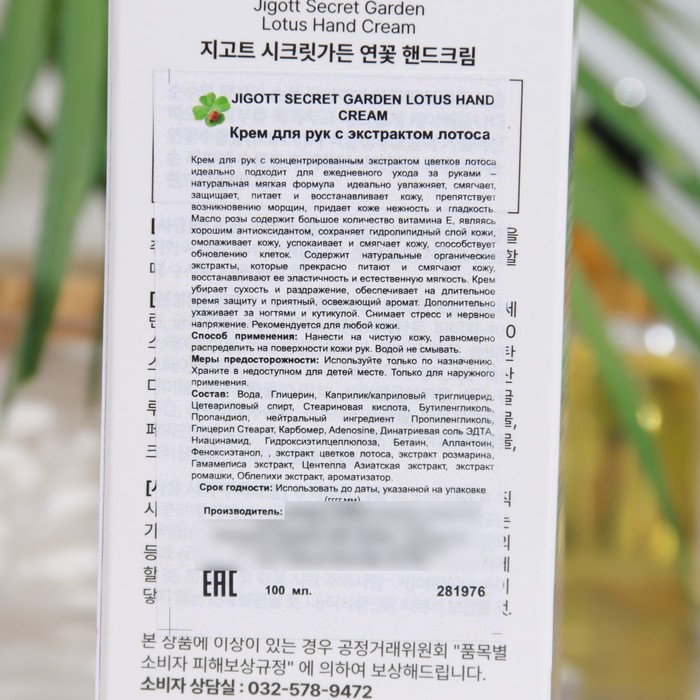 Jigott Secret Garden
Lotus Hand Cream
지고트 시크릿가든 연꽃 핸드크림
JIGOTT SECRET GARDEN LOTUS HAND
CREAM
Крем для рук с экстрактом лотоса
Крем для рук с концентрированным экстрактом цветков лотоса
идеально подходит для ежедневного ухода за руками –
натуральная мягкая формула идеально увлажняет, смягчает,
защищает, питает и восстанавливает кожу, препятствует
возникновению морщин, придает коже нежность и гладкость.
Масло розы содержит большое количество витамина Е, являясь
хорошим антиоксидантом, сохраняет гидролипидный слой кожи,
омолаживает кожу, успокаивает и смягчает кожу, способствует
обновлению клеток. Содержит натуральные органические
экстракты, которые прекрасно питают и смягчают кожу,
восстанавливают ее эластичность и естественную мягкость. Крем
убирает сухость и раздражение, обеспечивает на длительное
время защиту и приятный, освежающий аромат. Дополнительно
ухаживает за ногтями и кутикулой. Снимает стресс и нервное
напряжение. Рекомендуется для любой кожи.
Способ применения: Нанести на чистую кожу, равномерно
распределить на поверхности кожи рук. Водой не смывать.
Меры предосторожности: Используйте только по назначению.
Храните в недоступном для детей месте. Только для наружного
применения.
Состав: Вода, Глицерин, Каприлик/каприловый триглицерид,
Цетеариловый спирт, Стеариновая кислота, Бутиленгликоль,
Пропандиол, нейтральный ингредиент Пропиленгликоль,
Глицерил Стеарат, Карбомер, Adenosine, Динатриевая соль ЭДТА,
Ниацинамид, Гидроксиэтилцеллюлоза, Бетаин, Аллантоин,
Феноксиэтанол, , экстракт цветков лотоса, экстракт розмарина,
Гамамелиса экстракт, Центелла Азиатская экстракт, экстракт
ромашки, Облепихи экстракт, ароматизатор.
Срок годности: Использовать до даты, указанной на упаковке
(гггг.мм)
Производитель:
EAC 100 мл. 281976
본 상품에 이상이 있는 경우 공정거래위원회 "품목별
소비자 피해보상규정" 에 의하여 보상해드립니다.
소비자 상담실 : 032-578-9472